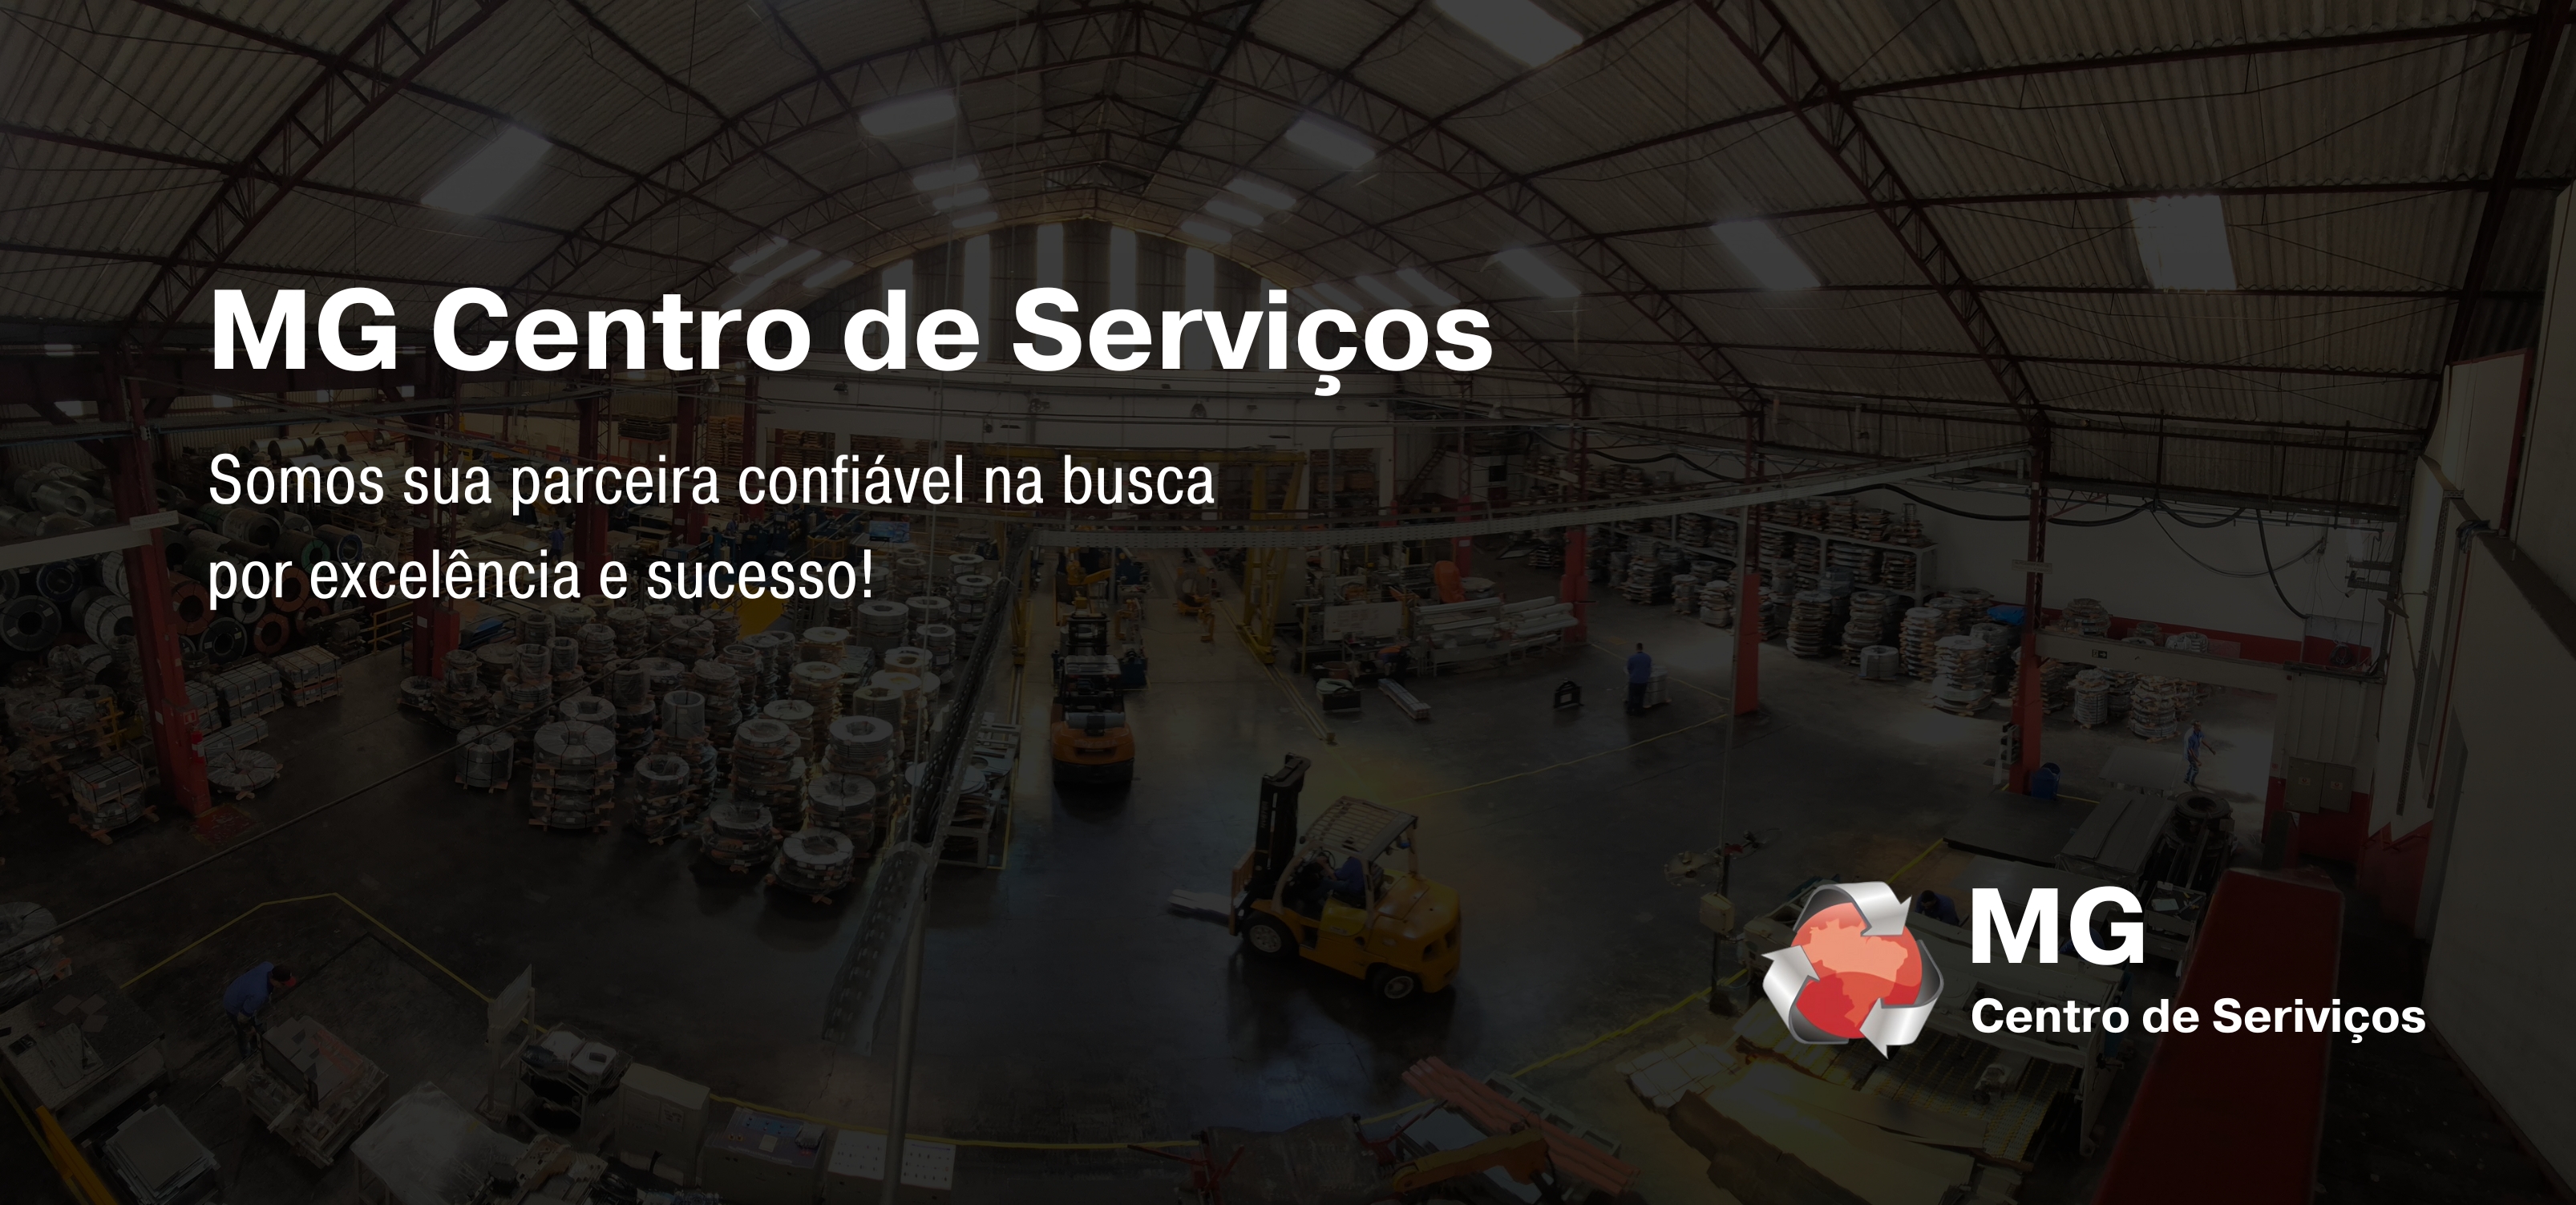 MG Centro de Serviços
Somos sua parceira confiável na busca
por excelência e sucesso!
MG
Centro de Seriviços